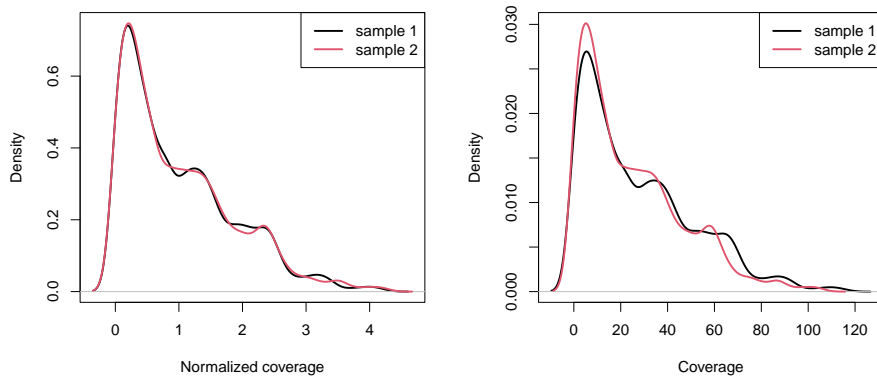 sample 1
sample 2
Density
0.0 0.2 0.4 0.6
0 1 2 3 4
Normalized coverage
sample 1
sample 2
Density
0.000 0.010 0.020 0.030
0 20 40 60 80 100 120
Coverage